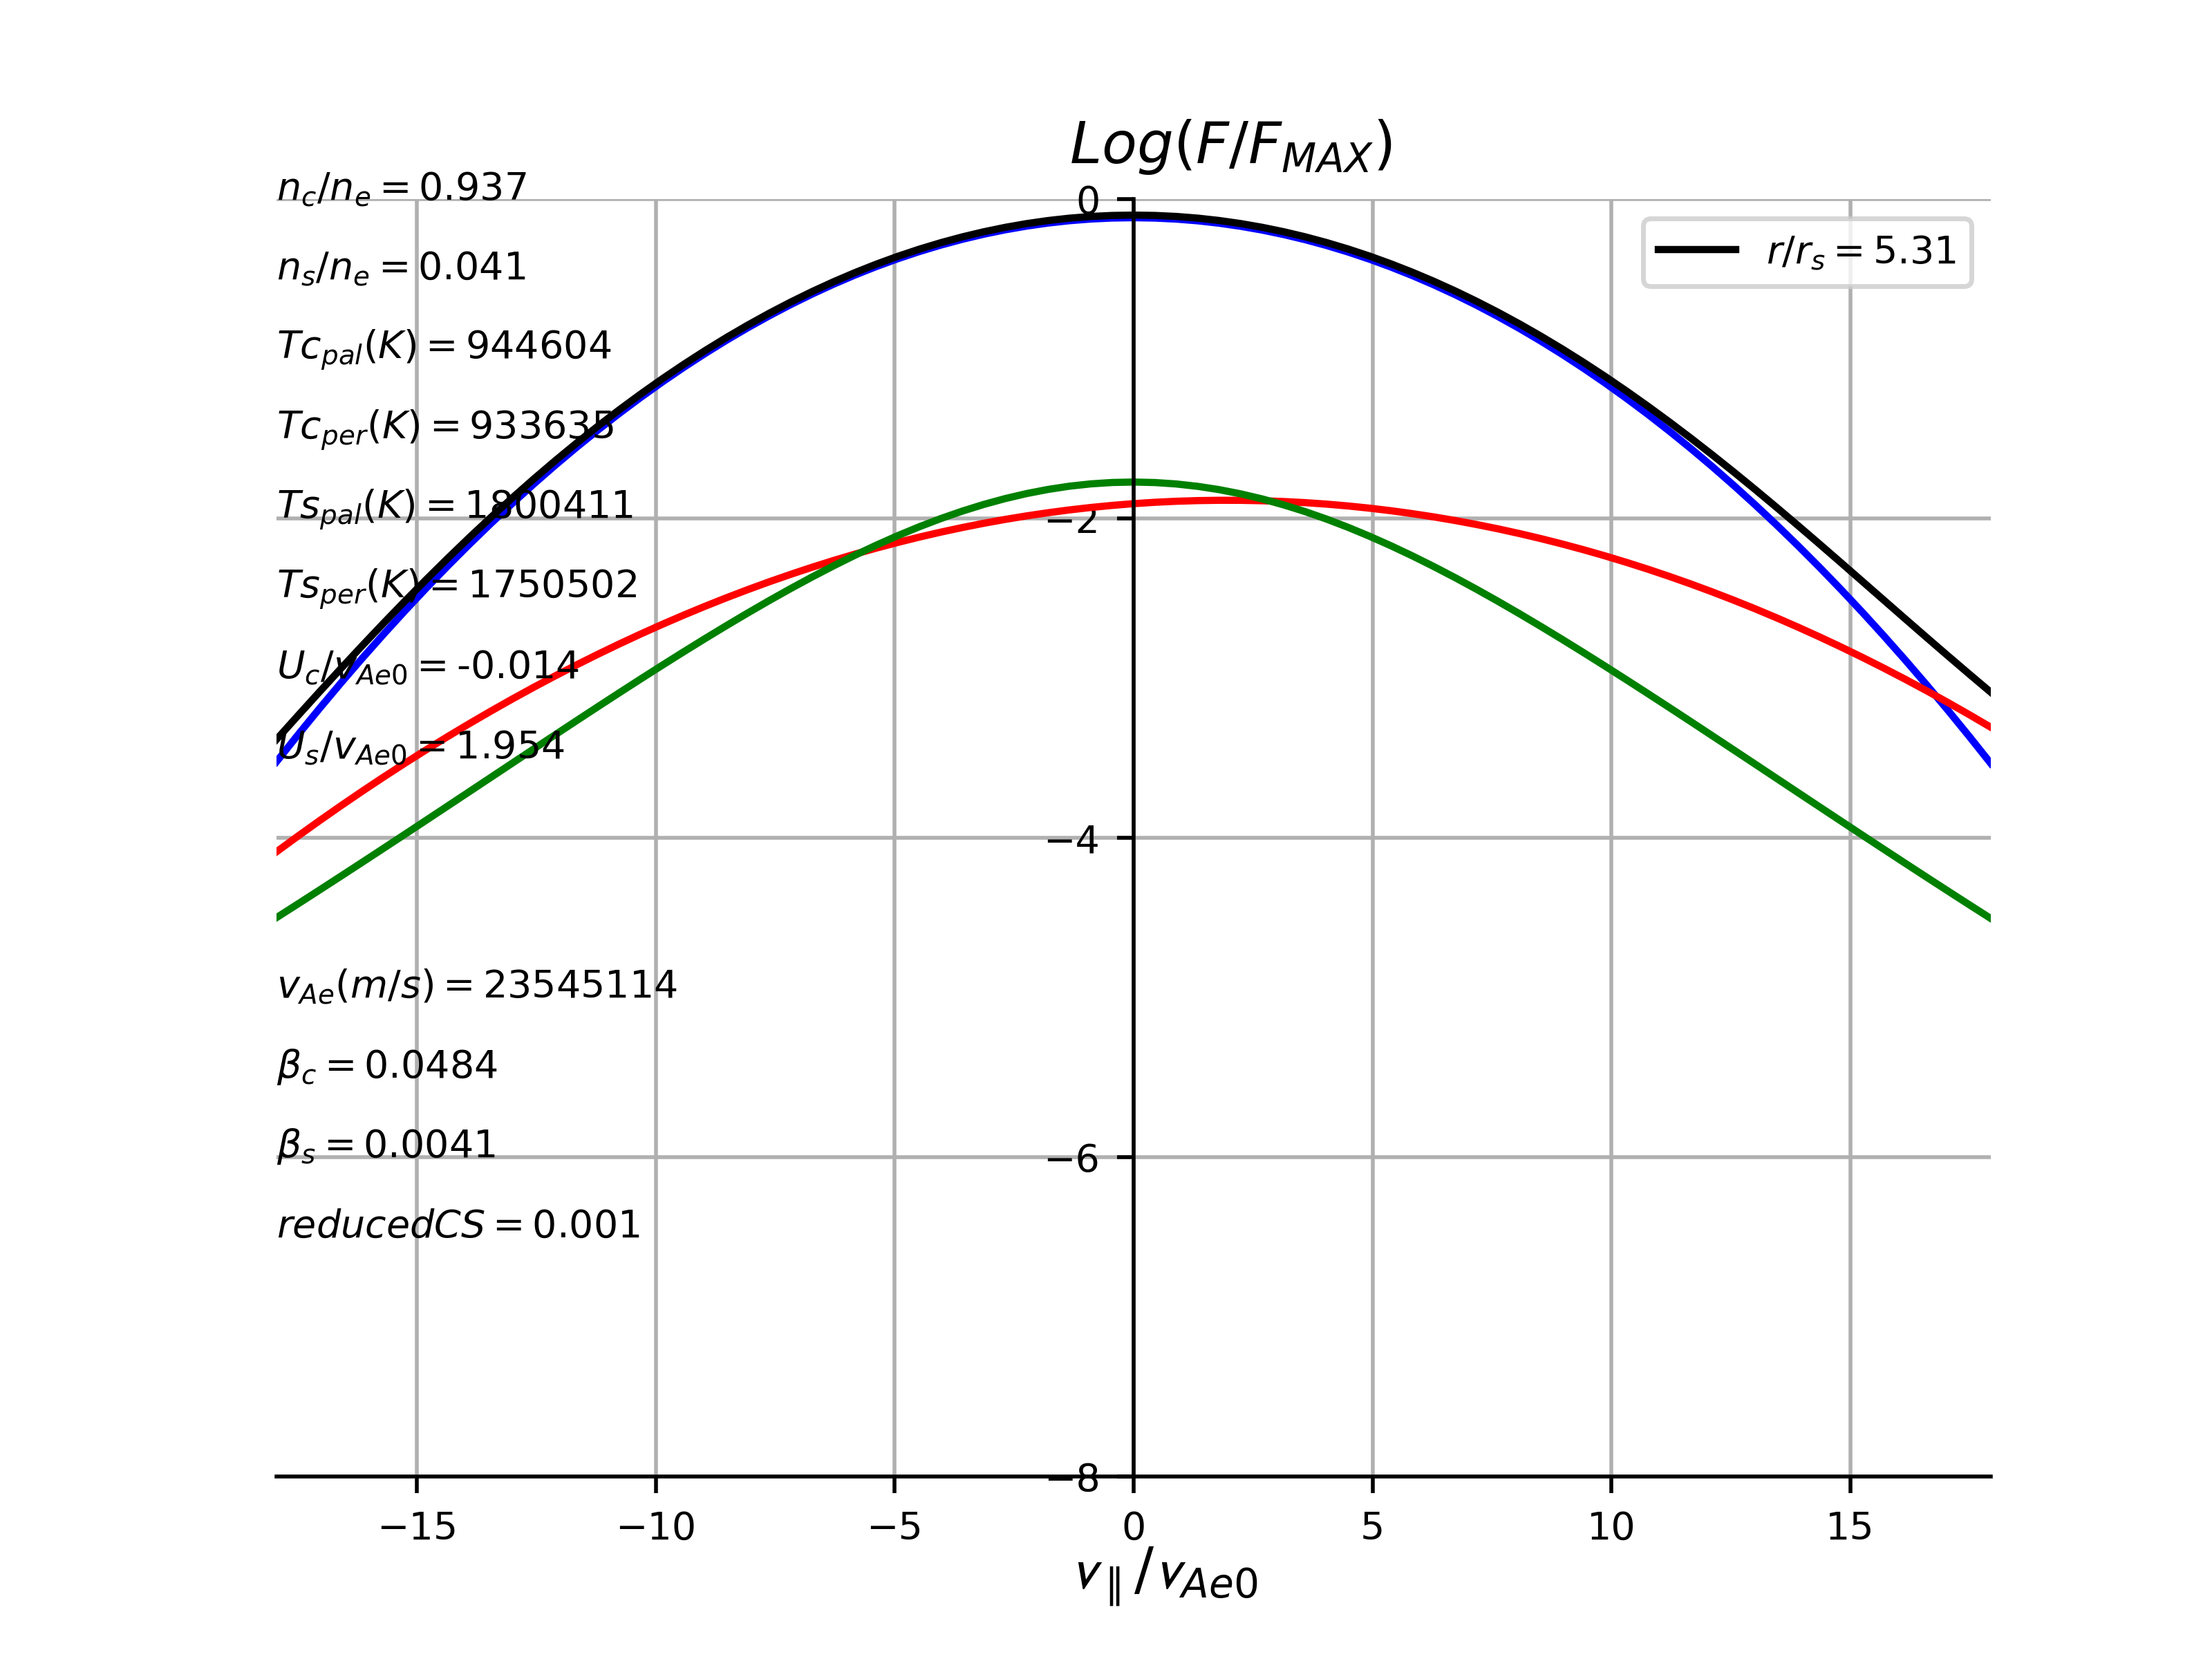 Log(F/F_MAX)
n_c/n_e = 0.937
0
r/r_s = 5.31
n_s/n_e = 0.041
Tc_pal(K) = 944604
Tc_per(K) = 933635
Ts_pal(K) = 1800411
−2
Ts_per(K) = 1750502
U_c/v_Ae0 = -0.014
U_s/v_Ae0 = 1.954
−4
v_Ae(m/s) = 23545114
β_c = 0.0484
β_s = 0.0041
−6
reducedCS = 0.001
−8
−15 −10 −5 0 5 10 15
v_∥/v_Ae0